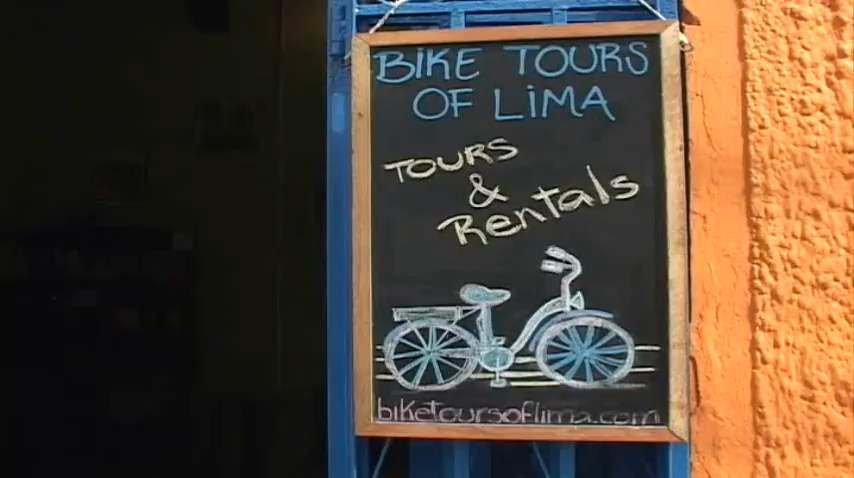 BIKE TOURS
OF LIMA
TOURS
&
Rentals
biketoursoflima.com